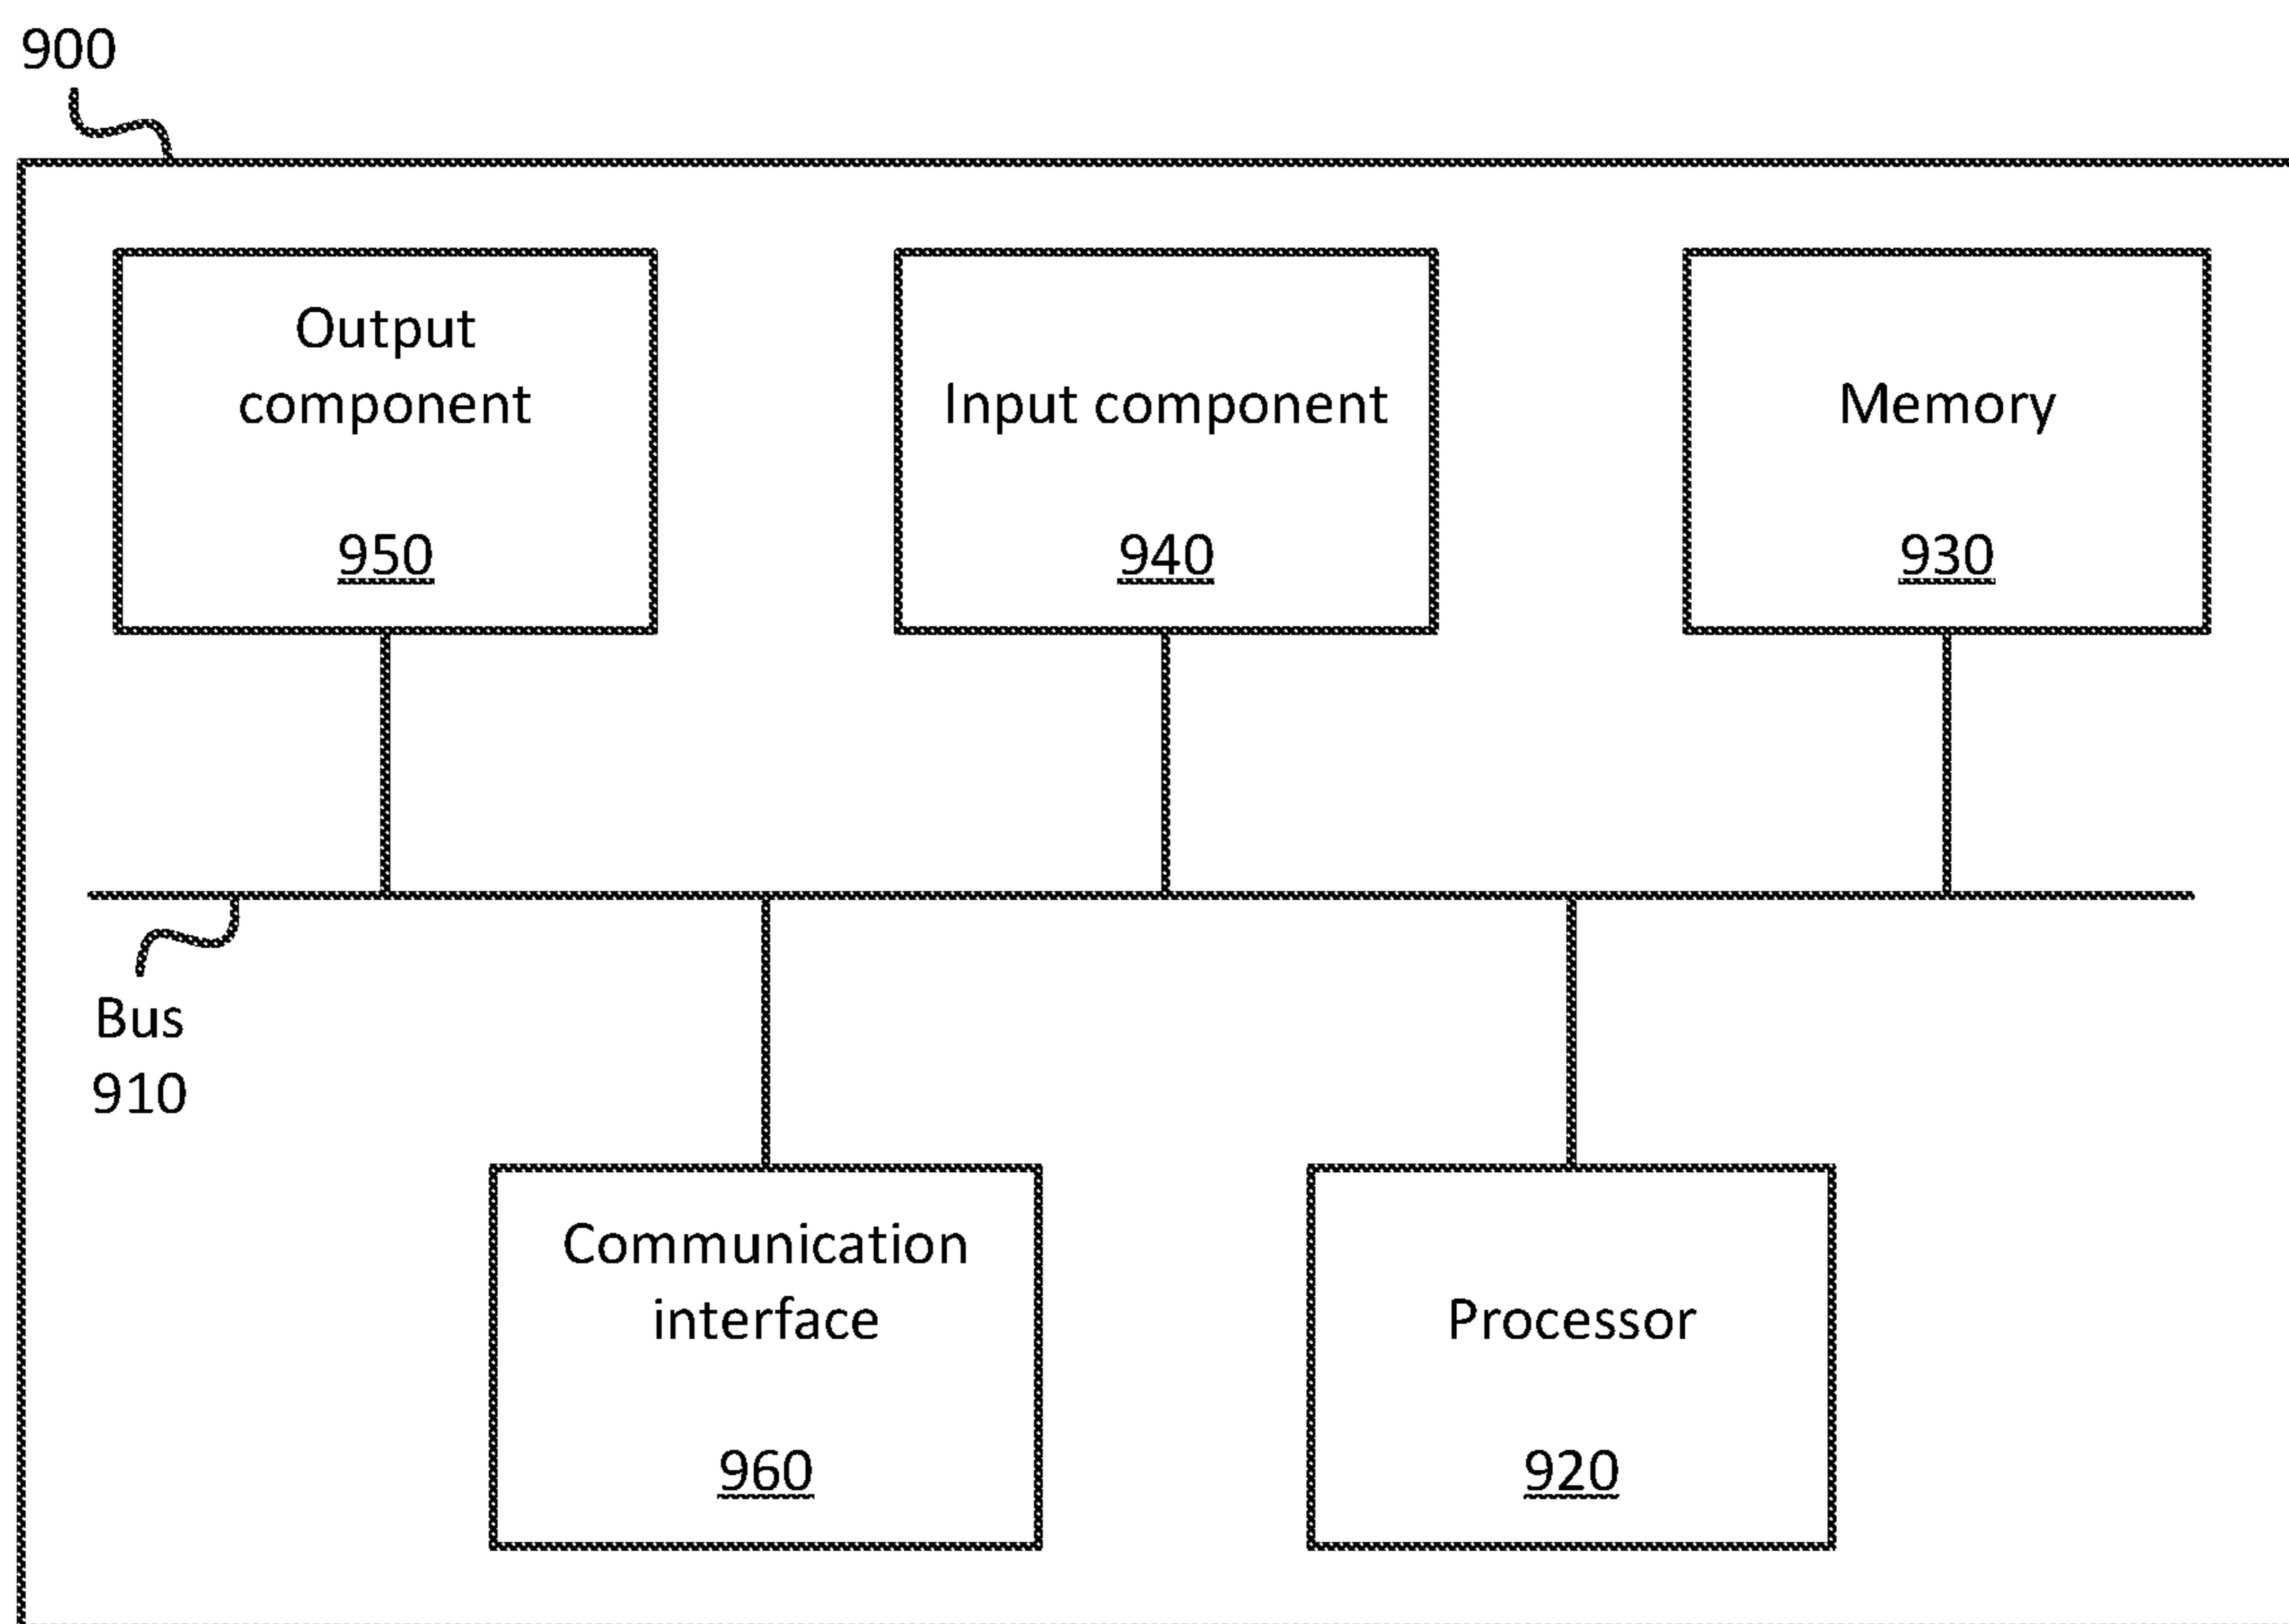 900
Output
component
950
Input component
940
Memory
930
Bus
910
Communication
interface
960
Processor
920